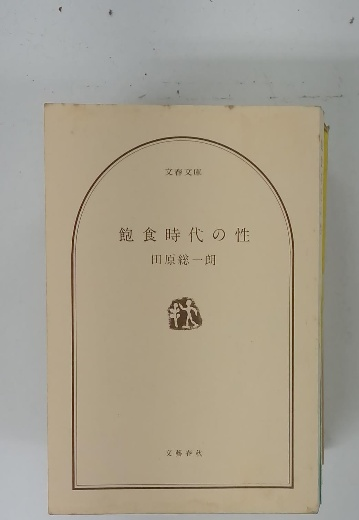 文春文庫
飽食時代の性
田原総一朗
文藝春秋